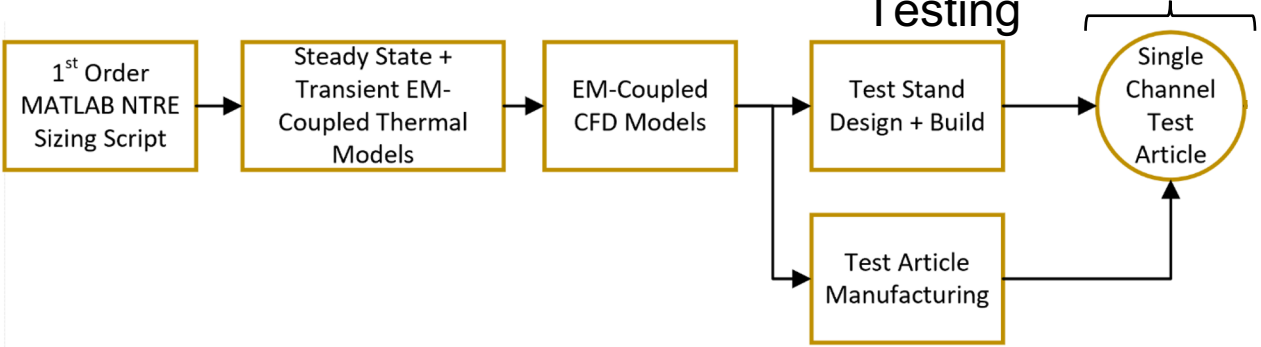 Testing
1st Order
MATLAB NTRE
Sizing Script
Steady State +
Transient EM-
Coupled Thermal
Models
EM-Coupled
CFD Models
Test Stand
Design + Build
Single
Channel
Test
Article
Test Article
Manufacturing